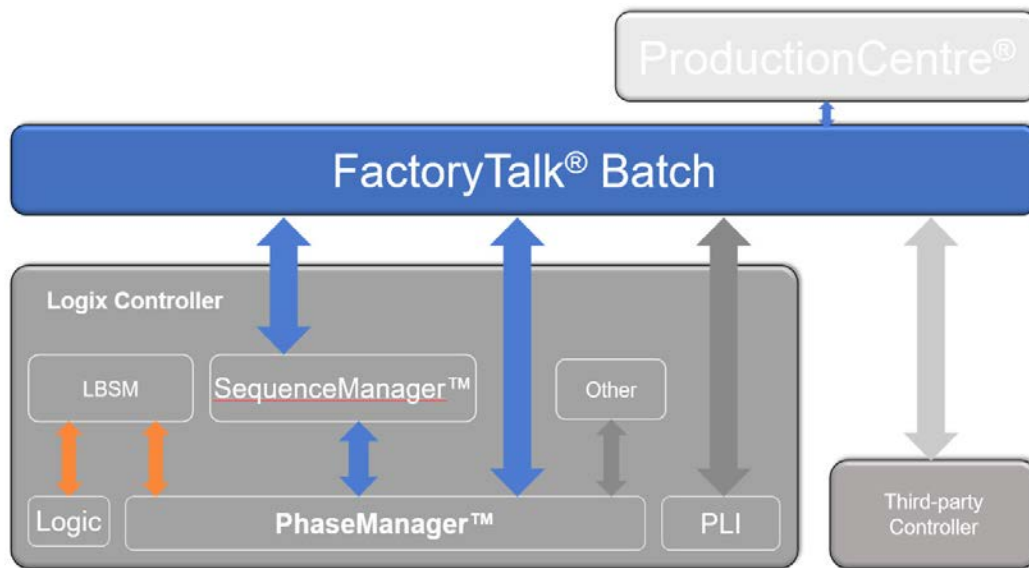 ProductionCentre®
FactoryTalk® Batch
Logix Controller
LBSM
SequenceManager™
Other
Logic
PhaseManager™
PLI
Third-party
Controller